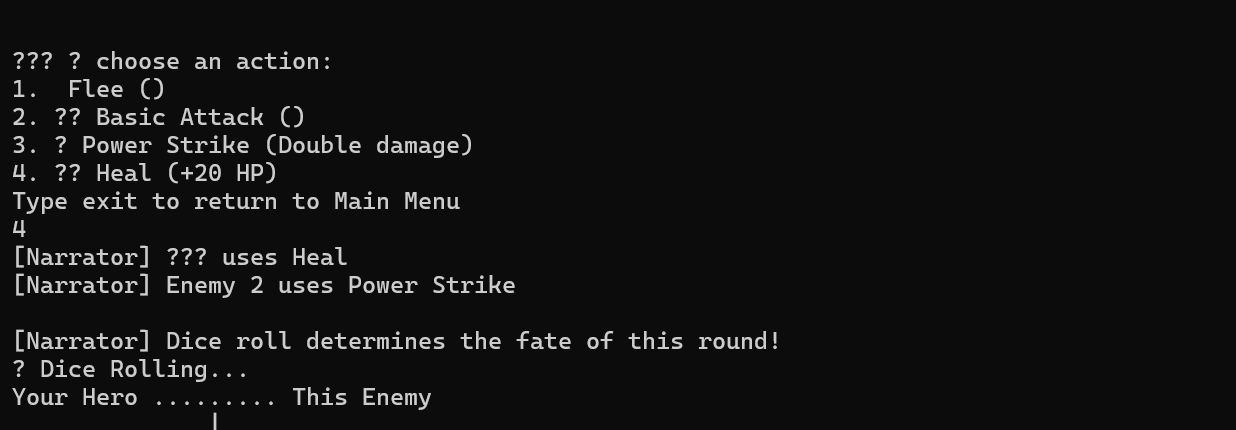 ??? ? choose an action:
1.  Flee ()
2. ?? Basic Attack ()
3. ? Power Strike (Double damage)
4. ?? Heal (+20 HP)
Type exit to return to Main Menu
4
[Narrator] ??? uses Heal
[Narrator] Enemy 2 uses Power Strike
[Narrator] Dice roll determines the fate of this round!
? Dice Rolling...
Your Hero ......... This Enemy
|